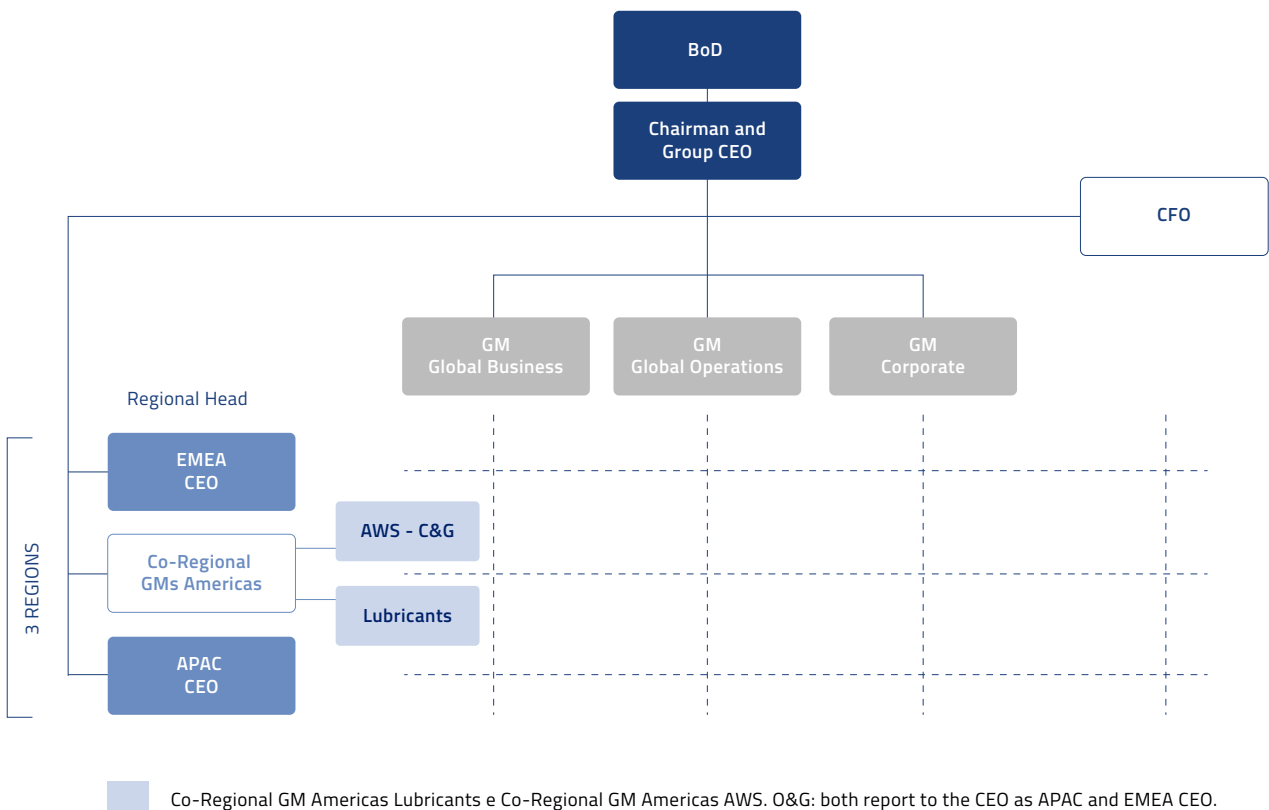 BoD
Chairman and
Group CEO
CFO
GM
Global Business
GM
Global Operations
GM
Corporate
Regional Head
3 REGIONS
EMEA
CEO
AWS - C&G
Co-Regional
GMs Americas
Lubricants
APAC
CEO
Co-Regional GM Americas Lubricants e Co-Regional GM Americas AWS. O&G: both report to the CEO as APAC and EMEA CEO.